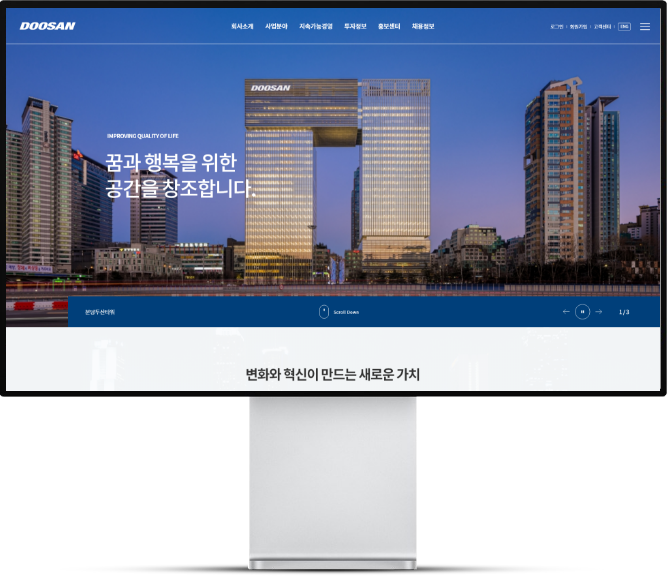 DOOSAN
회사소개 사업분야 지속가능경영 투자정보 홍보센터 채용정보
로그인 회원가입 고객센터 ENG
DOOSAN
IMPROVING QUALITY OF LIFE
꿈과 행복을 위한
공간을 창조합니다.
분당두산타워
Scroll Down
1 / 3
변화와 혁신이 만드는 새로운 가치